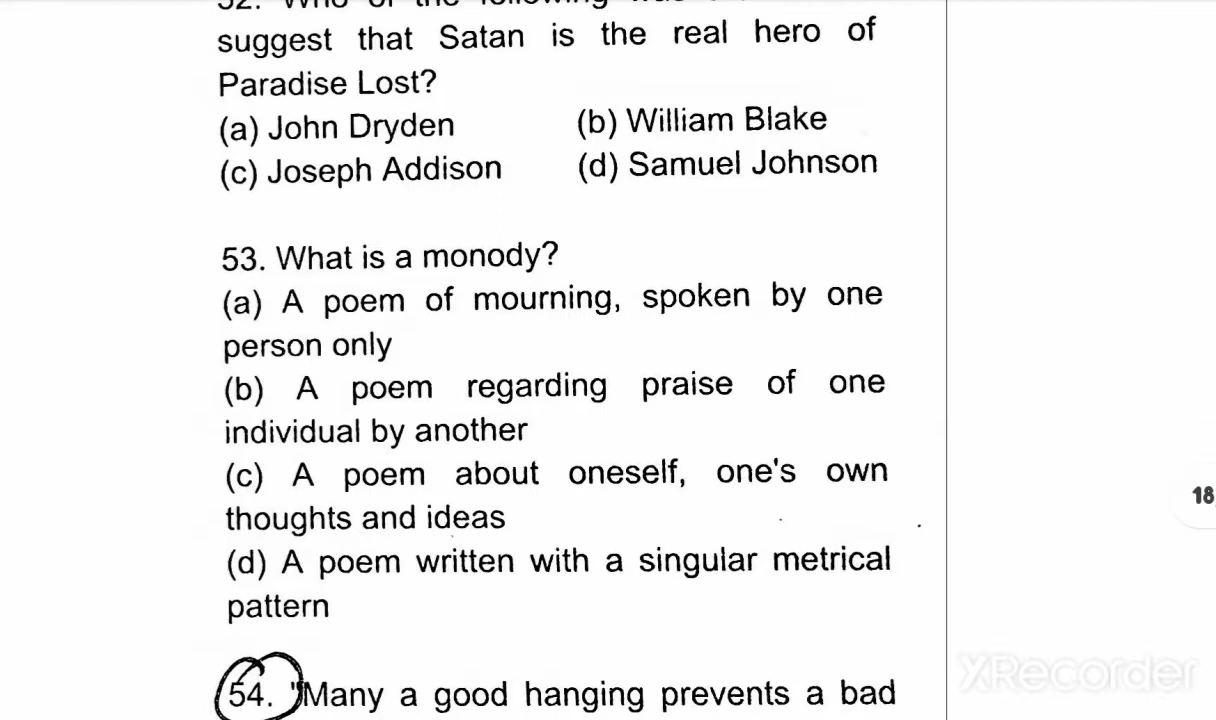 suggest that Satan is the real hero of
Paradise Lost?
(a) John Dryden (b) William Blake
(c) Joseph Addison (d) Samuel Johnson
53. What is a monody?
(a) A poem of mourning, spoken by one
person only
(b) A poem regarding praise of one
individual by another
(c) A poem about oneself, one's own
thoughts and ideas
(d) A poem written with a singular metrical
pattern
18
54. "Many a good hanging prevents a bad
XRecorder